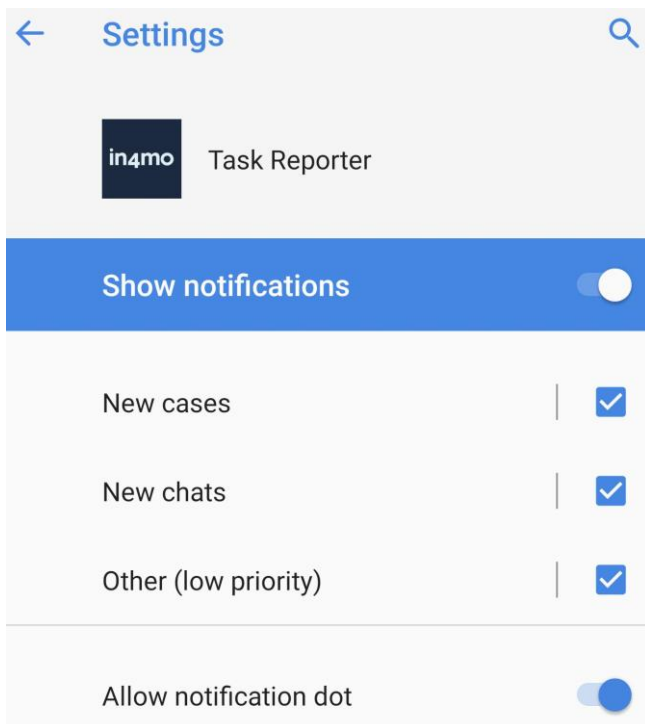 Settings
in4mo
Task Reporter
Show notifications
New cases
New chats
Other (low priority)
Allow notification dot